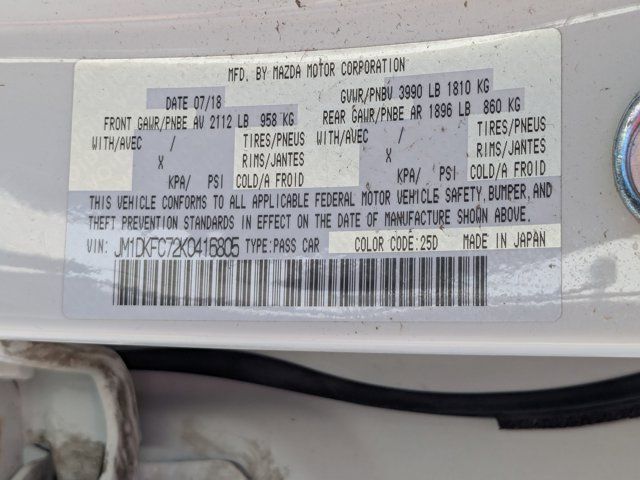 MFD. BY MAZDA MOTOR CORPORATION
DATE 07/18 GVWR/PNBV 3990 LB 1810 KG
FRONT GAWR/PNBE AV 2112 LB 958 KG REAR GAWR/PNBE AR 1896 LB 860 KG
WITH/AVEC / TIRES/PNEUS WITH/AVEC / TIRES/PNEUS
X RIMS/JANTES X RIMS/JANTES
KPA/ PSI COLD/A FROID KPA/ PSI COLD/A FROID
THIS VEHICLE CONFORMS TO ALL APPLICABLE FEDERAL MOTOR VEHICLE SAFETY, BUMPER, AND
THEFT PREVENTION STANDARDS IN EFFECT ON THE DATE OF MANUFACTURE SHOWN ABOVE.
VIN: JM1DKFC72K0416805 TYPE:PASS CAR COLOR CODE:25D MADE IN JAPAN